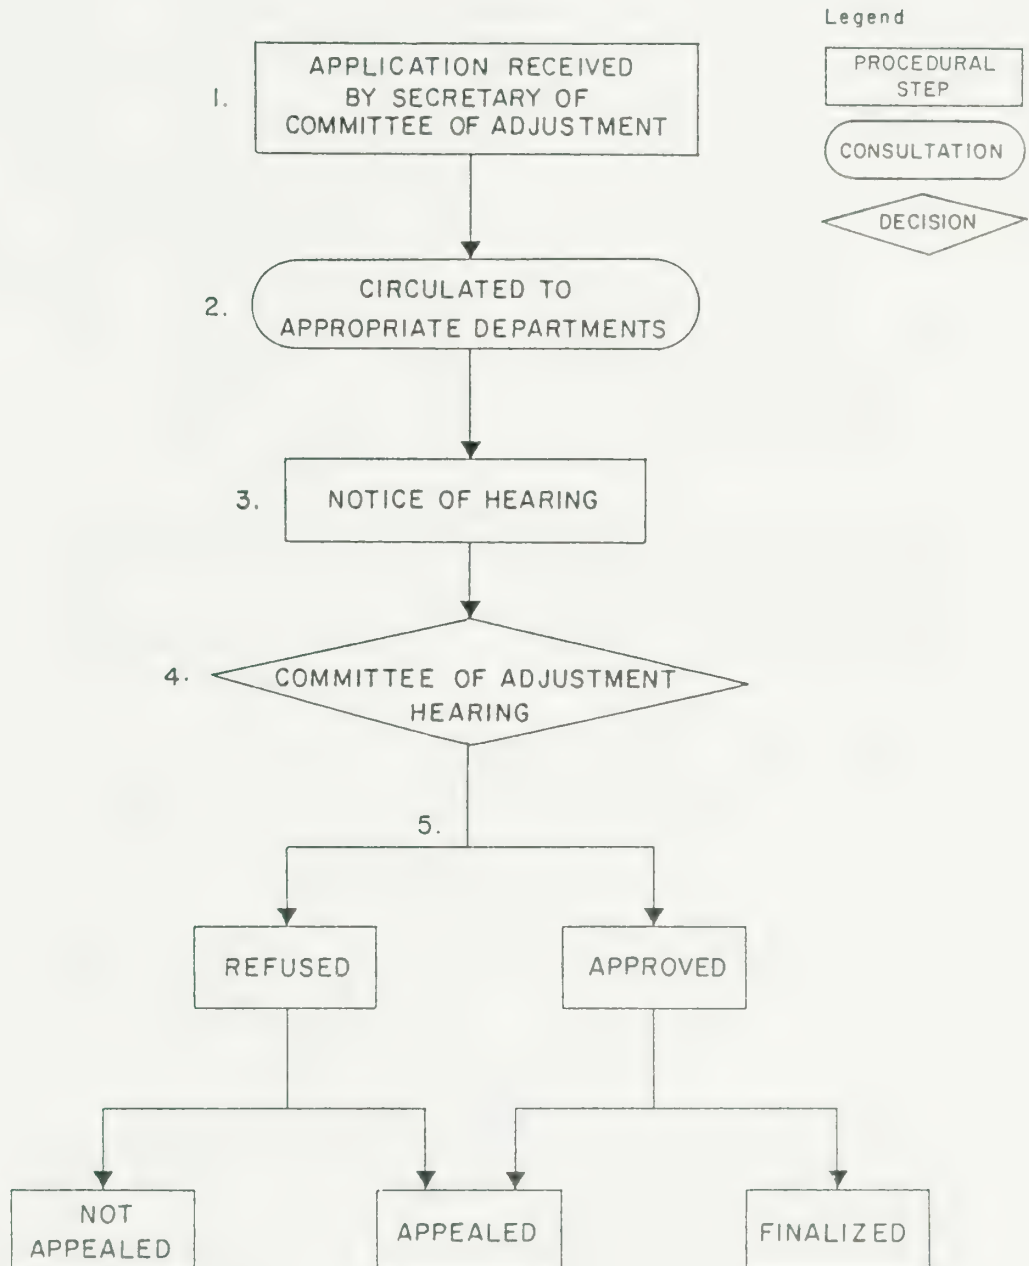 Legend
PROCEDURAL
STEP
CONSULTATION
DECISION
1.
APPLICATION RECEIVED
BY SECRETARY OF
COMMITTEE OF ADJUSTMENT
2.
CIRCULATED TO
APPROPRIATE DEPARTMENTS
3.
NOTICE OF HEARING
4.
COMMITTEE OF ADJUSTMENT
HEARING
5.
REFUSED
APPROVED
NOT
APPEALED
APPEALED
FINALIZED